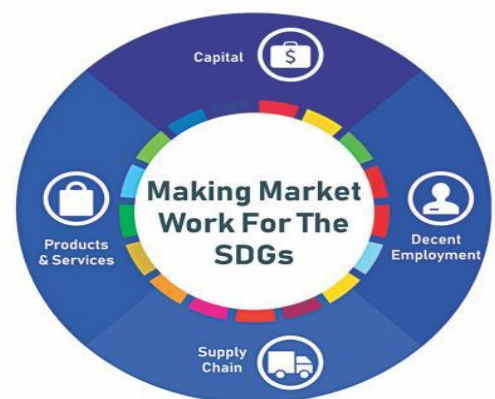 Capital
$
Making Market
Work For The
SDGs
Products
& Services
Decent
Employment
Supply
Chain